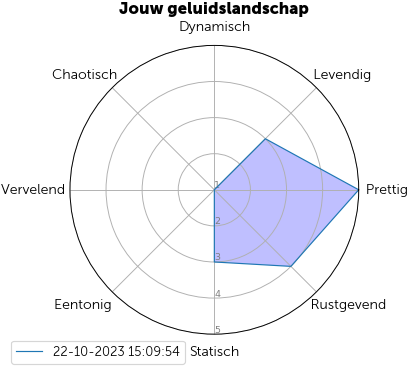 Jouw geluidslandschap
Dynamisch
Chaotisch
Levendig
Vervelend
1
Prettig
2
3
4
Eentonig
Rustgevend
5
22-10-2023 15:09:54
Statisch